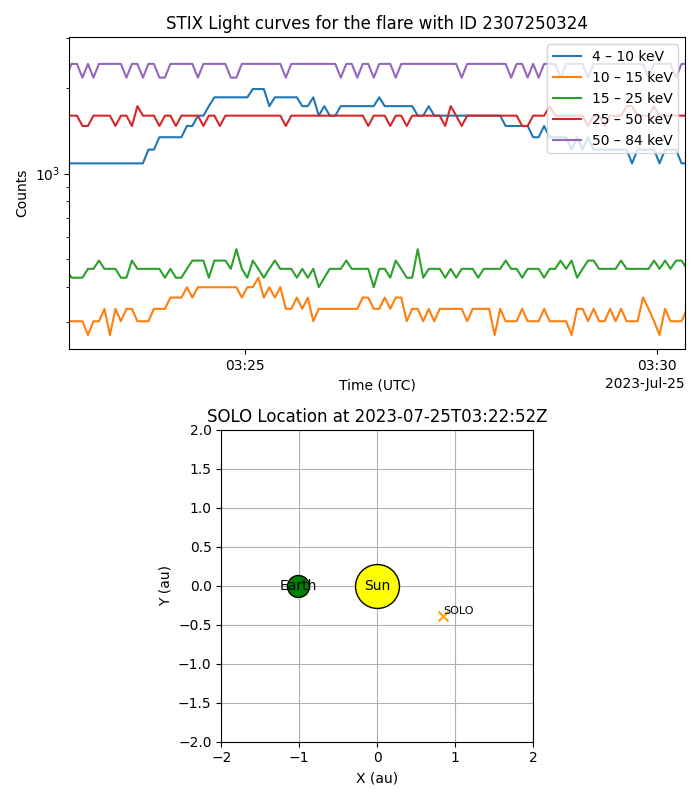 STIX Light curves for the flare with ID 2307250324
4 – 10 keV
10 – 15 keV
15 – 25 keV
25 – 50 keV
50 – 84 keV
10³
Counts
03:25
03:30
Time (UTC)
2023-Jul-25
SOLO Location at 2023-07-25T03:22:52Z
2.0
1.5
1.0
0.5
0.0
−0.5
−1.0
−1.5
−2.0
Y (au)
Earth
Sun
SOLO
−2
−1
0
1
2
X (au)